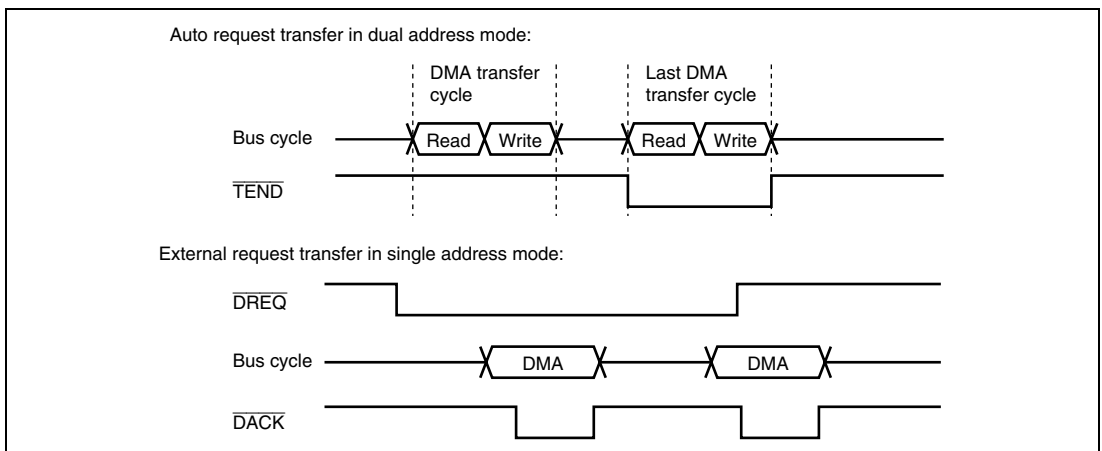 Auto request transfer in dual address mode:
DMA transfer
cycle
Last DMA
transfer cycle
Bus cycle
Read
Write
Read
Write
TEND
External request transfer in single address mode:
DREQ
Bus cycle
DMA
DMA
DACK